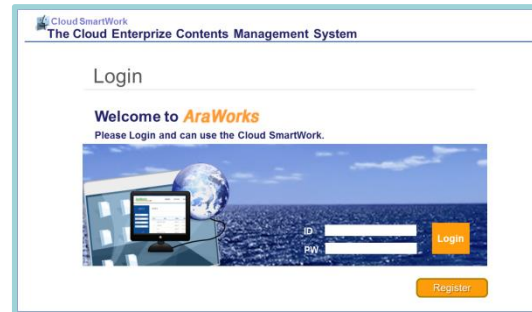 Cloud SmartWork
The Cloud Enterprize Contents Management System
Login
Welcome to AraWorks
Please Login and can use the Cloud SmartWork.
ID
Login
PW
Register